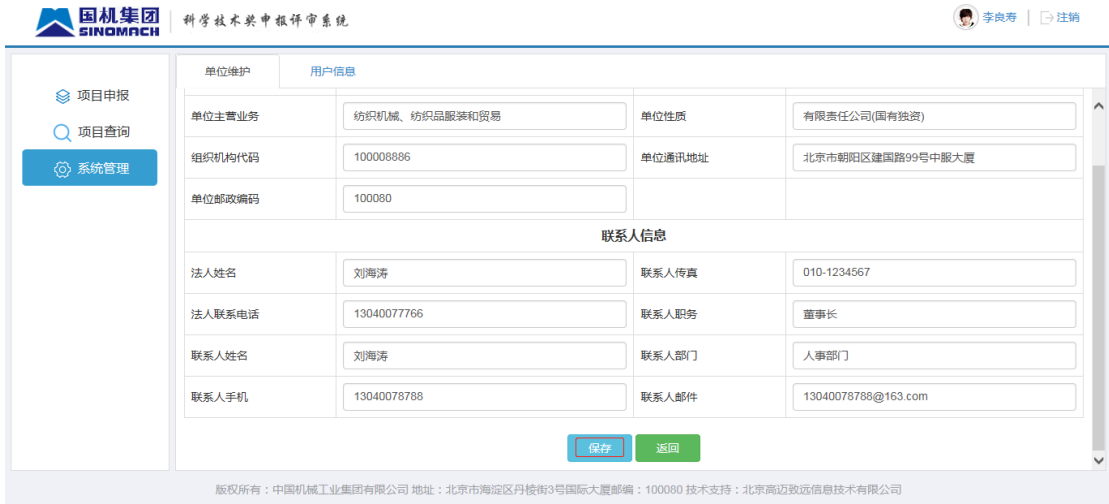 国机集团 SINOMACH 科学技术奖申报评审系统 李良寿 注销
项目申报
项目查询
系统管理
单位维护 用户信息
单位主营业务 纺织机械、纺织品服装和贸易 单位性质 有限责任公司(国有独资)
组织机构代码 100008886 单位通讯地址 北京市朝阳区建国路99号中服大厦
单位邮政编码 100080
联系人信息
法人姓名 刘海涛 联系人传真 010-1234567
法人联系电话 13040077766 联系人职务 董事长
联系人姓名 刘海涛 联系人部门 人事部门
联系人手机 13040078788 联系人邮件 13040078788@163.com
保存 返回
版权所有：中国机械工业集团有限公司 地址：北京市海淀区丹棱街3号国际大厦邮编：100080 技术支持：北京高迈致远信息技术有限公司